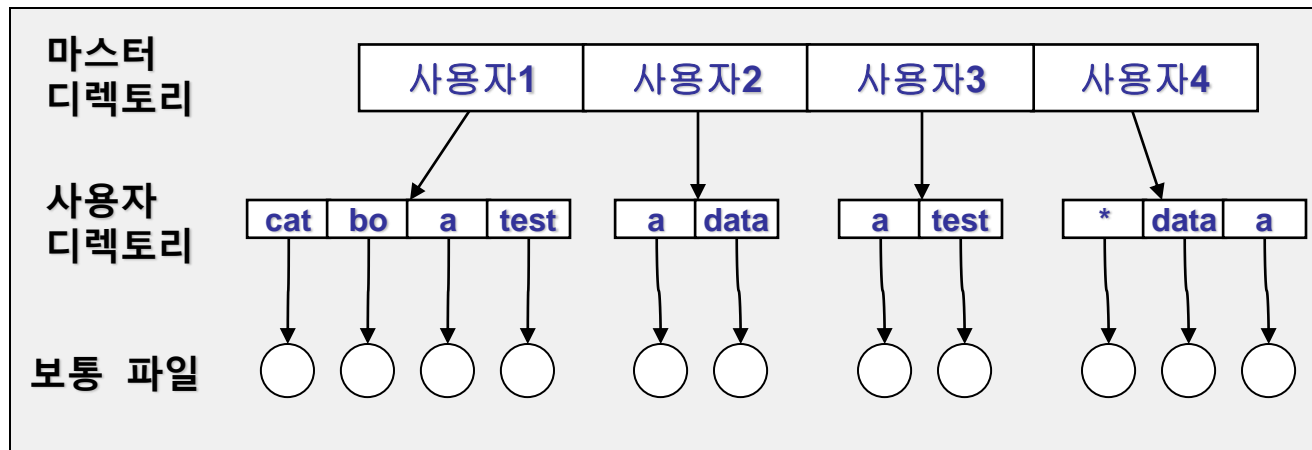 마스터
디렉토리
사용자1 사용자2 사용자3 사용자4
사용자
디렉토리
cat bo a test a data a test * data a
보통 파일